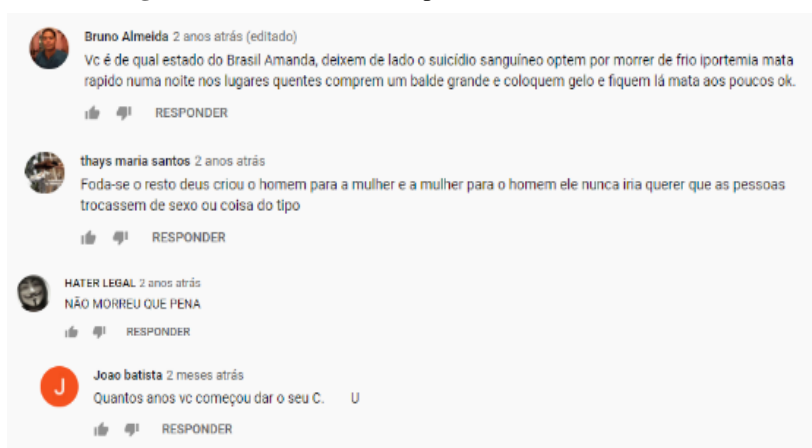 Bruno Almeida 2 anos atrás (editado)
Vc é de qual estado do Brasil Amanda, deixem de lado o suicídio sanguíneo optem por morrer de frio iportemia mata
rapido numa noite nos lugares quentes comprem um balde grande e coloquem gelo e fiquem lá mata aos poucos ok.
RESPONDER
thays maria santos 2 anos atrás
Foda-se o resto deus criou o homem para a mulher e a mulher para o homem ele nunca iria querer que as pessoas
trocassem de sexo ou coisa do tipo
RESPONDER
HATER LEGAL 2 anos atrás
NÃO MORREU QUE PENA
RESPONDER
J
Joao batista 2 meses atrás
Quantos anos vc começou dar o seu C. U
RESPONDER